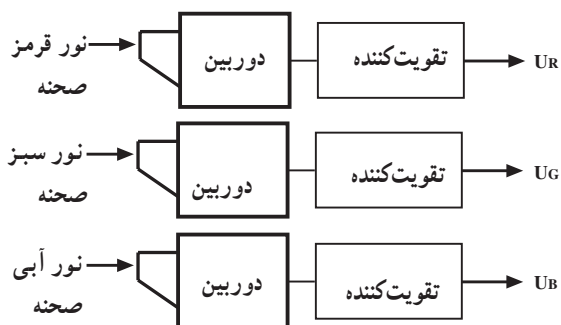 نور قرمز
صحنه
دوربین
تقویت‌کننده
UR
نور سبز
صحنه
دوربین
تقویت‌کننده
UG
نور آبی
صحنه
دوربین
تقویت‌کننده
UB